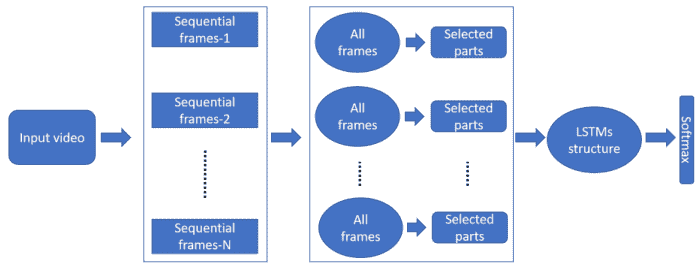 Input video
Sequential
frames-1
Sequential
frames-2
Sequential
frames-N
All
frames
Selected
parts
All
frames
Selected
parts
All
frames
Selected
parts
LSTMs
structure
Softmax